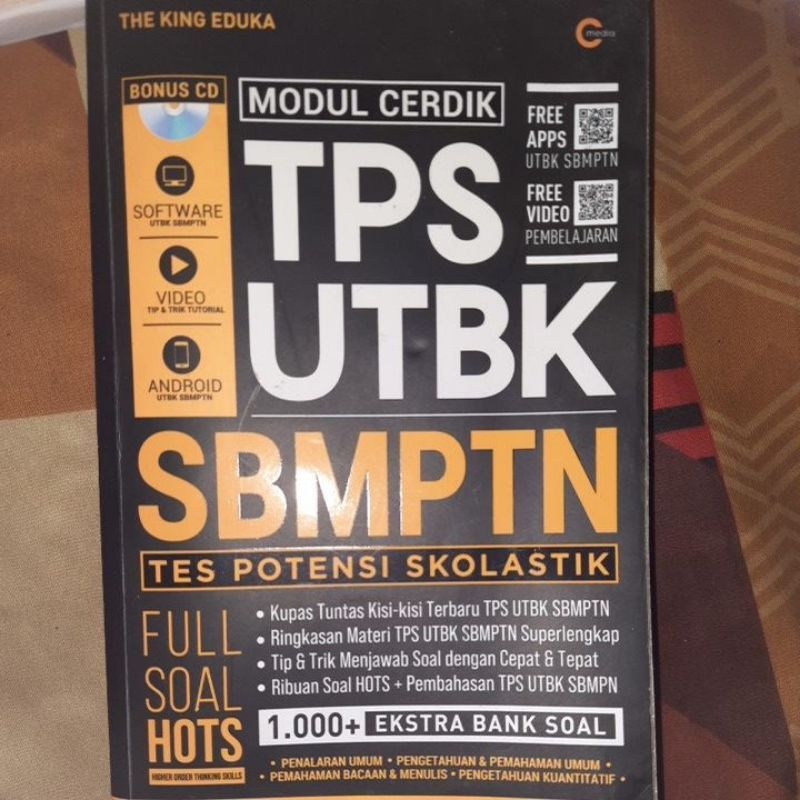 THE KING EDUKA
C media
BONUS CD
SOFTWARE
UTBK SBMPTN
VIDEO
TIP & TRIK TUTORIAL
ANDROID
UTBK SBMPTN
MODUL CERDIK
FREE
APPS
UTBK SBMPTN
FREE
VIDEO
PEMBELAJARAN
TPS
UTBK
SBMPTN
TES POTENSI SKOLASTIK
FULL
SOAL
HOTS
HIGHER ORDER THINKING SKILLS
• Kupas Tuntas Kisi-kisi Terbaru TPS UTBK SBMPTN
• Ringkasan Materi TPS UTBK SBMPTN Superlengkap
• Tip & Trik Menjawab Soal dengan Cepat & Tepat
• Ribuan Soal HOTS + Pembahasan TPS UTBK SBMPN
1.000+ EKSTRA BANK SOAL
• PENALARAN UMUM • PENGETAHUAN & PEMAHAMAN UMUM •
• PEMAHAMAN BACAAN & MENULIS • PENGETAHUAN KUANTITATIF •